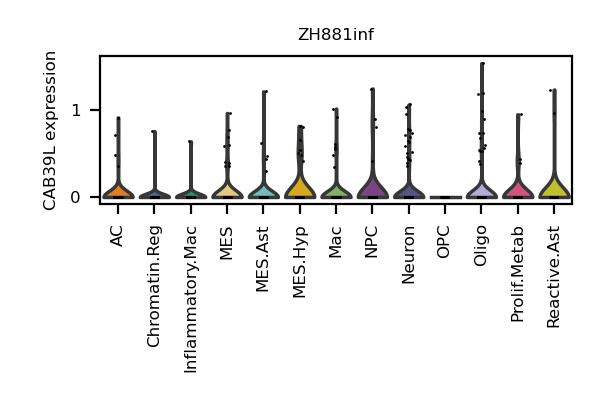 ZH881inf
CAB39L expression
1
0
AC
Chromatin.Reg
Inflammatory.Mac
MES
MES.Ast
MES.Hyp
Mac
NPC
Neuron
OPC
Oligo
Prolif.Metab
Reactive.Ast